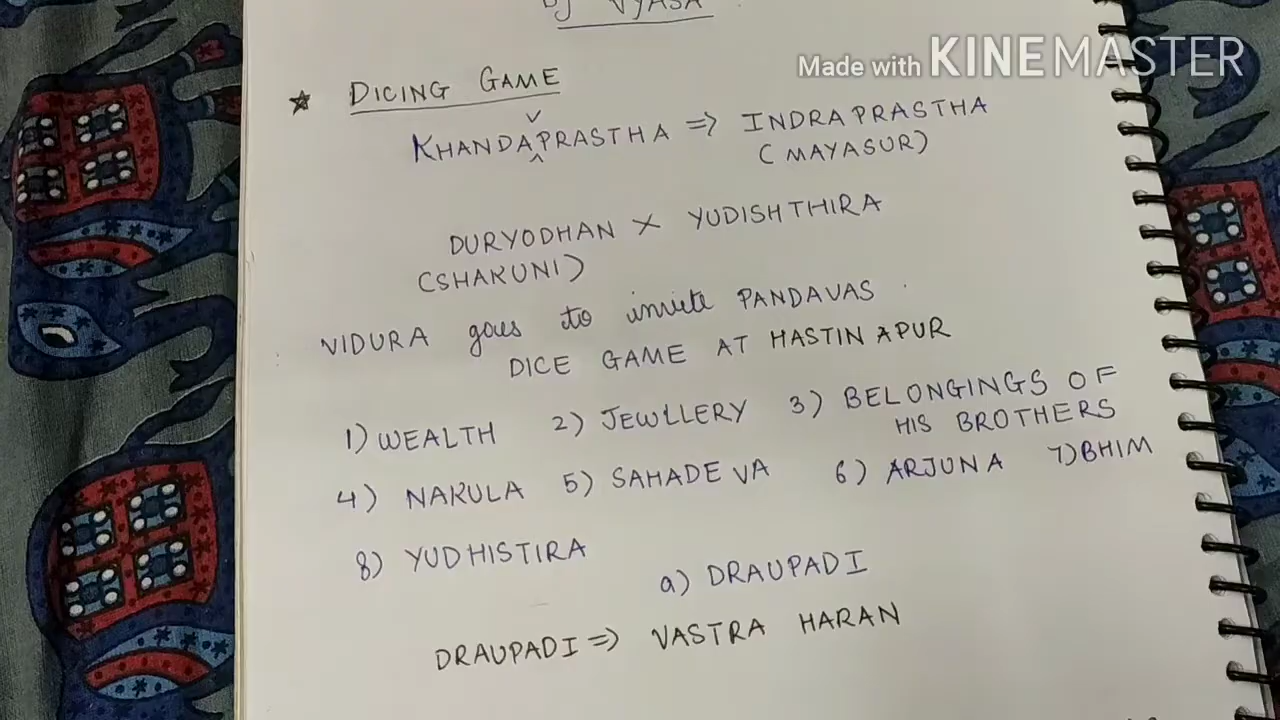 By VYASA
Made with KINEMASTER
DICING GAME
KHANDAPRASTHA => INDRAPRASTHA
(MAYASUR)
DURYODHAN X YUDISHTHIRA
(SHAKUNI)
VIDURA goes to invite PANDAVAS
DICE GAME AT HASTINAPUR
1) WEALTH 2) JEWLLERY 3) BELONGINGS OF
HIS BROTHERS
4) NAKULA 5) SAHADEVA 6) ARJUNA 7) BHIM
8) YUDHISTIRA
a) DRAUPADI
DRAUPADI => VASTRA HARAN